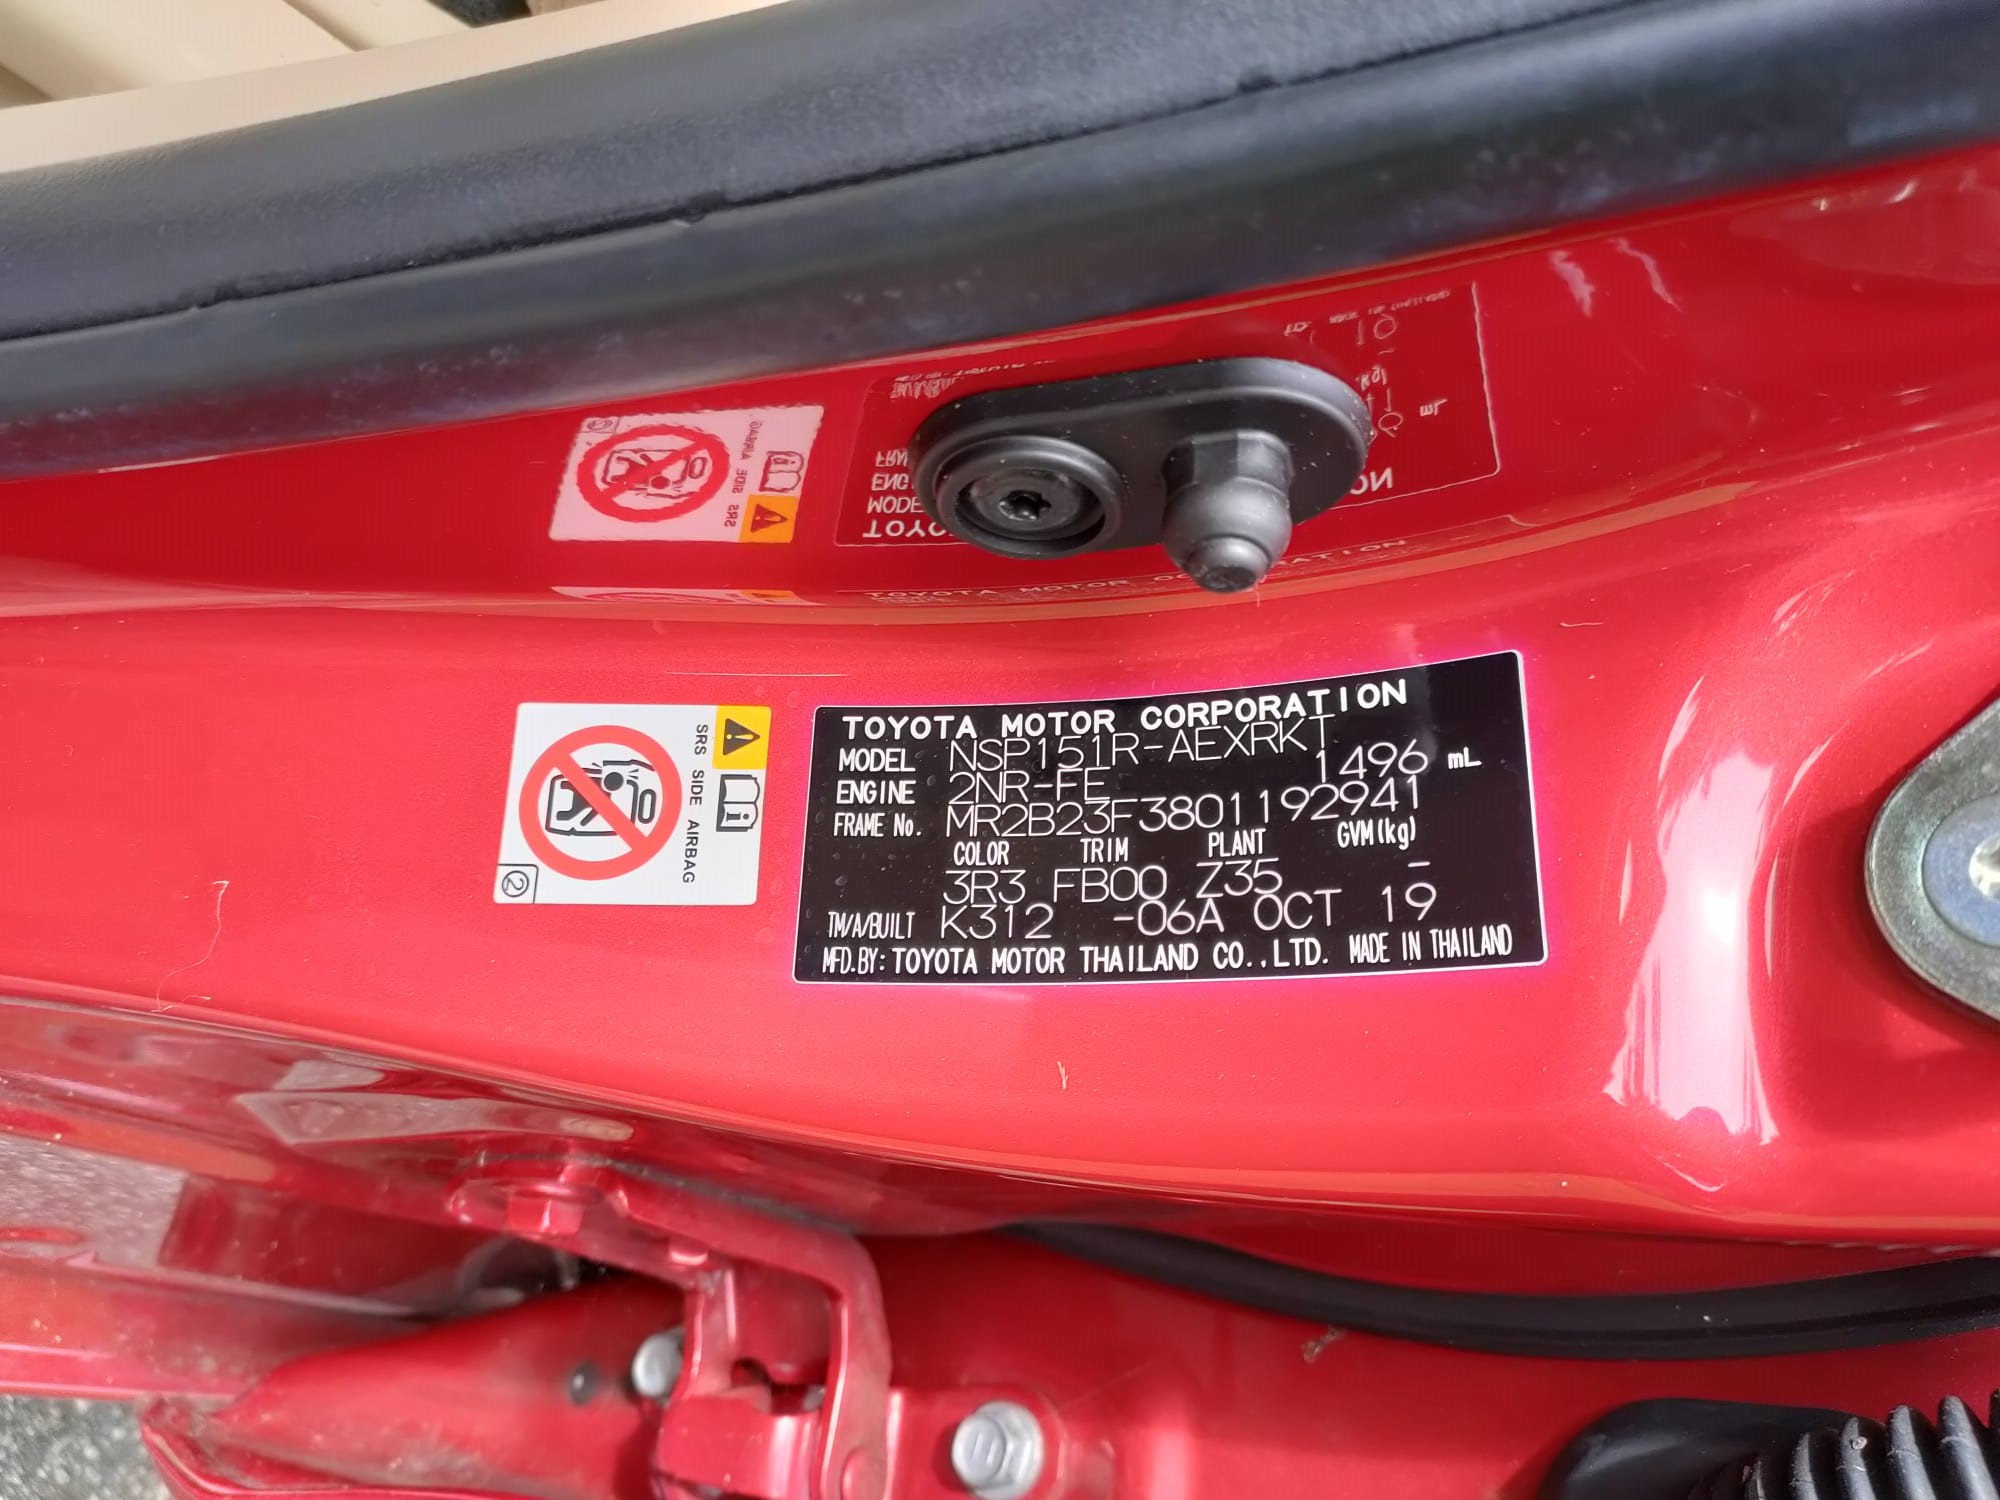 TOYOTA MOTOR CORPORATION
MODEL NSP151R-AEXRKT
ENGINE 2NR-FE 1496 mL
FRAME No. MR2B23F3801192941
COLOR TRIM PLANT GVM(kg)
3R3 FB00 Z35 -
TM/A/BUILT K312 -06A OCT 19
MFD.BY: TOYOTA MOTOR THAILAND CO.,LTD. MADE IN THAILAND
SRS SIDE AIRBAG
2